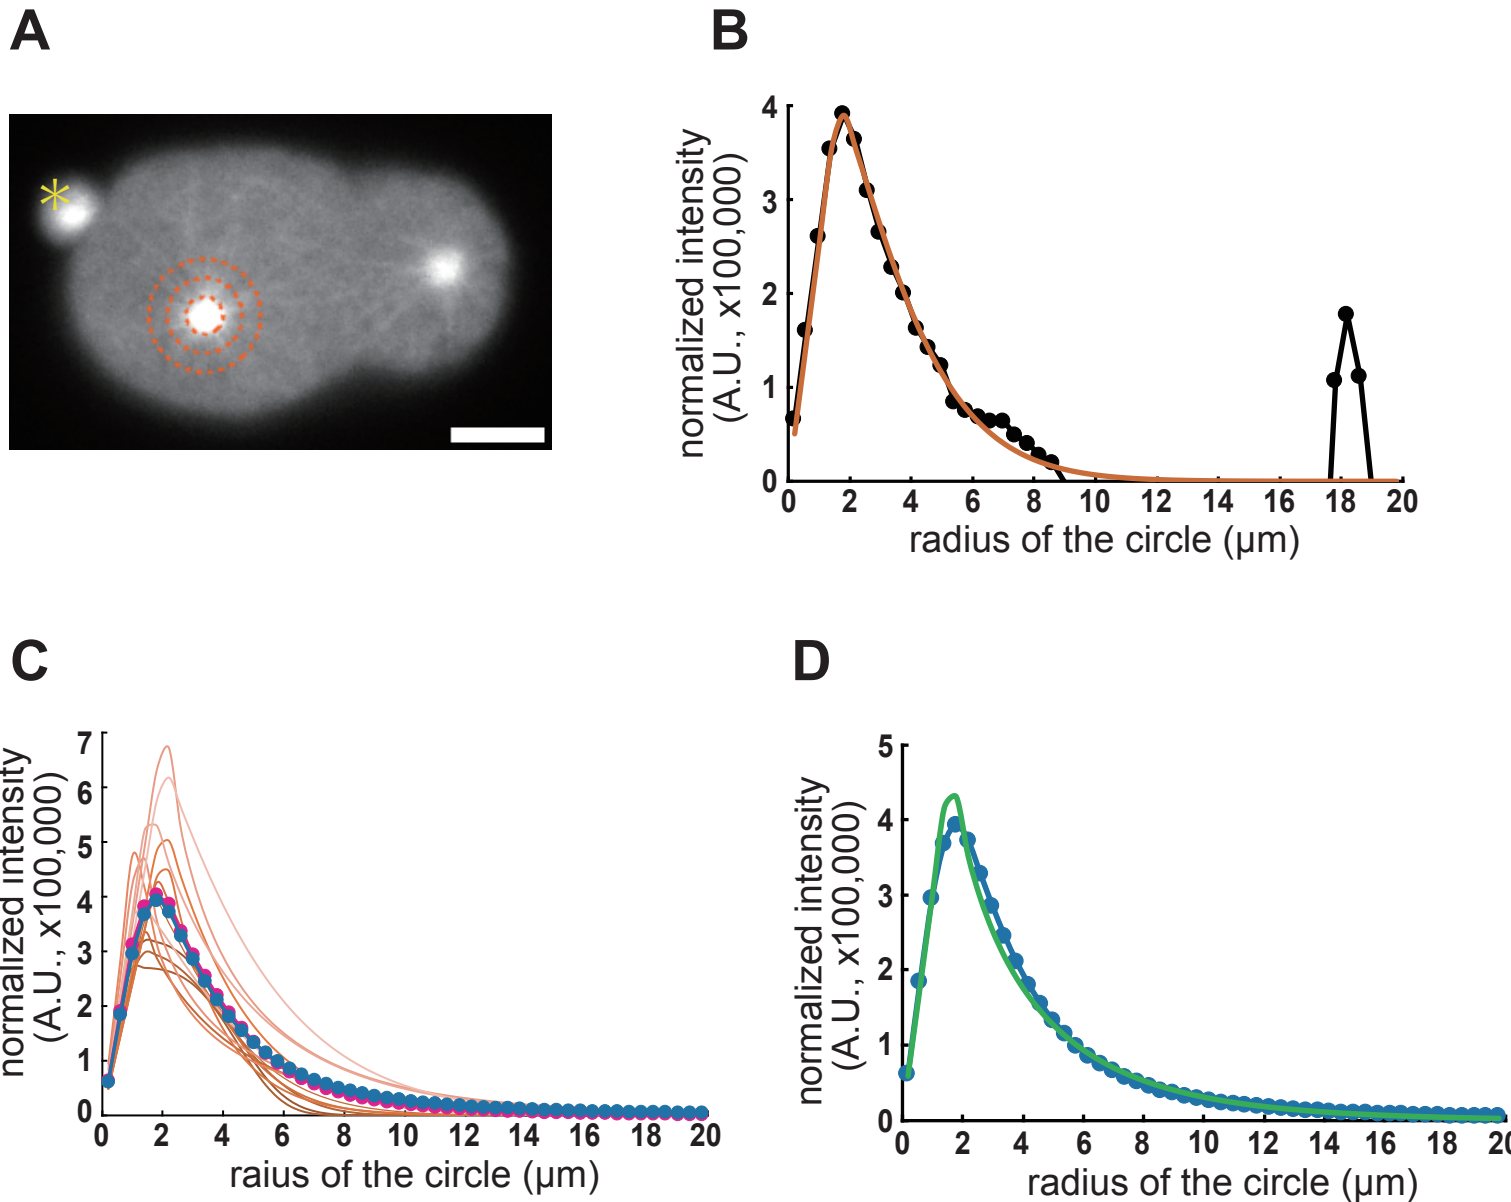 A
*
B
normalized intensity
(A.U., x100,000)
4
3
2
1
0
0 2 4 6 8 10 12 14 16 18 20
radius of the circle (µm)
C
normalized intensity
(A.U., x100,000)
7
6
5
4
3
2
1
0
0 2 4 6 8 10 12 14 16 18 20
raius of the circle (µm)
D
normalized intensity
(A.U., x100,000)
5
4
3
2
1
0
0 2 4 6 8 10 12 14 16 18 20
radius of the circle (µm)